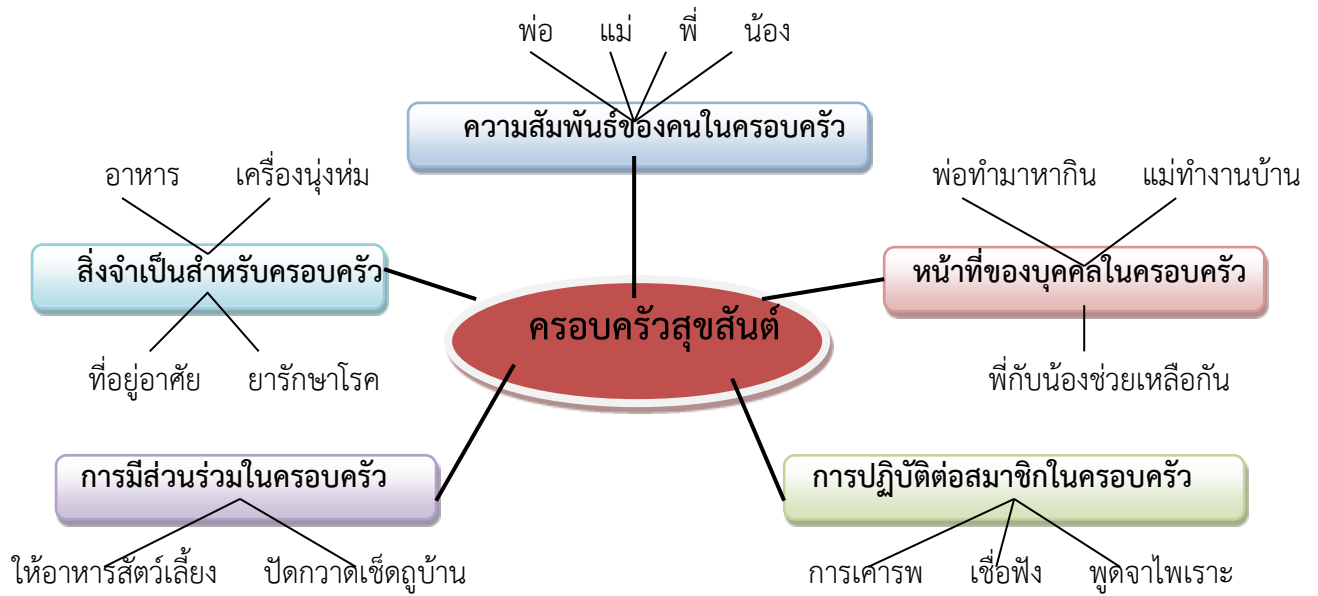 พ่อ แม่ พี่ น้อง
ความสัมพันธ์ของคนในครอบครัว
อาหาร เครื่องนุ่งห่ม
พ่อทำมาหากิน แม่ทำงานบ้าน
สิ่งจำเป็นสำหรับครอบครัว
หน้าที่ของบุคคลในครอบครัว
ครอบครัวสุขสันต์
ที่อยู่อาศัย ยารักษาโรค
พี่กับน้องช่วยเหลือกัน
การมีส่วนร่วมในครอบครัว
การปฏิบัติต่อสมาชิกในครอบครัว
ให้อาหารสัตว์เลี้ยง ปัดกวาดเช็ดถูบ้าน
การเคารพ เชื่อฟัง พูดจาไพเราะ